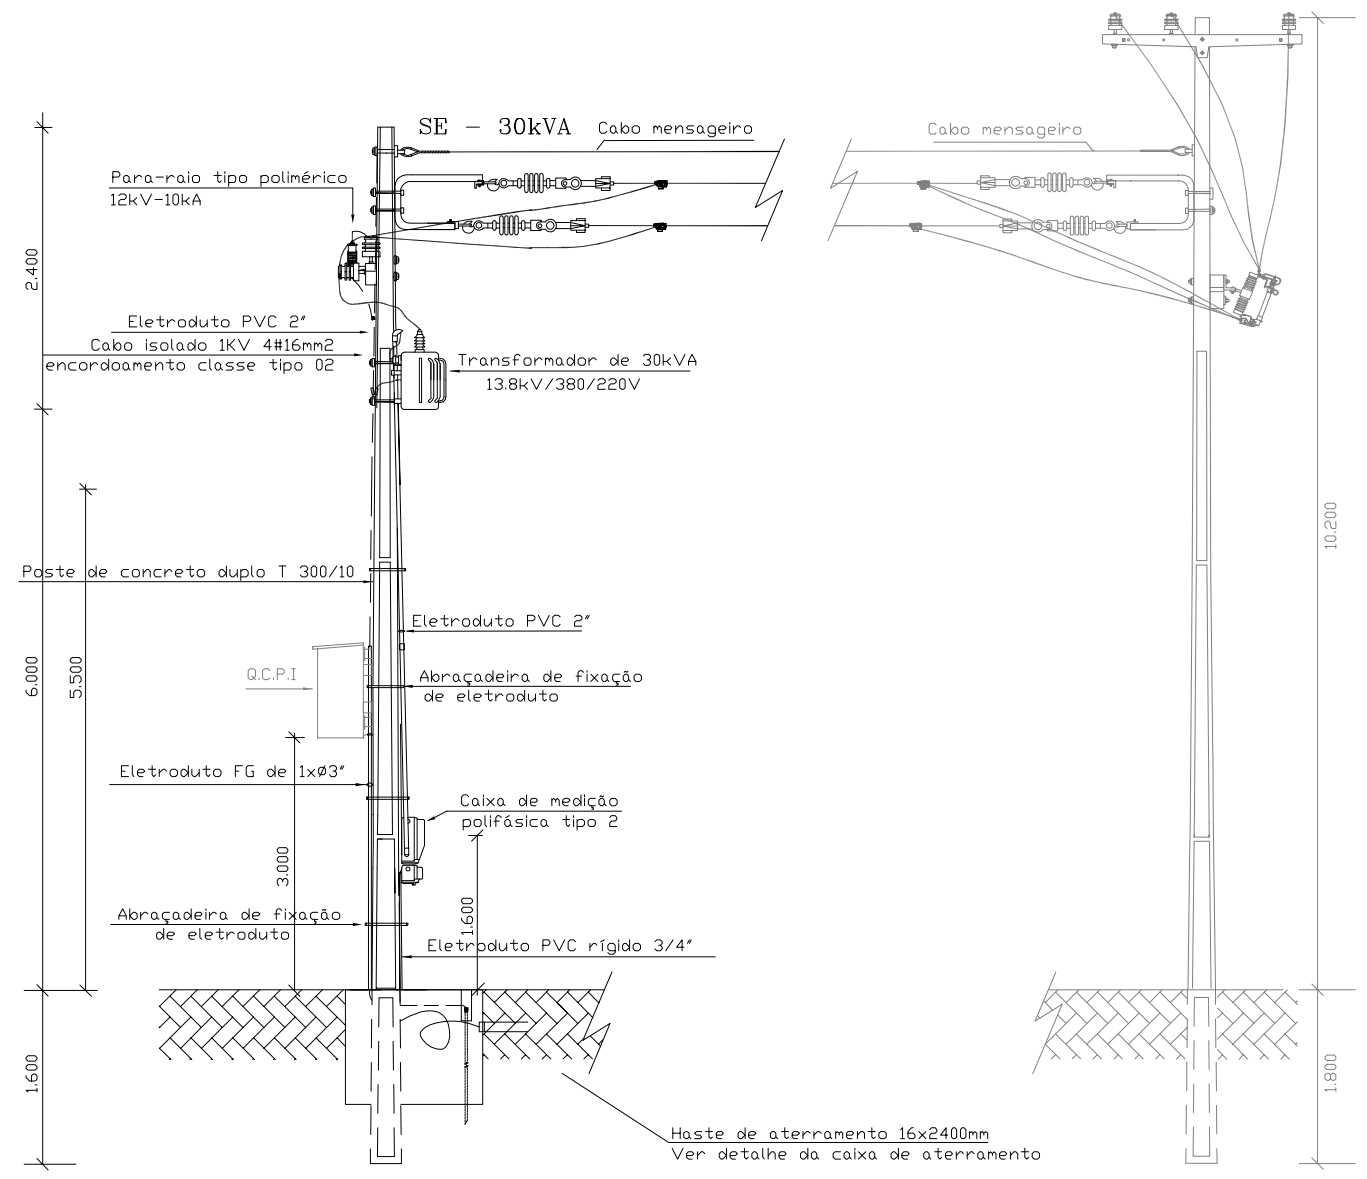 SE - 30kVA
Cabo mensageiro
Cabo mensageiro
Para-raio tipo polimérico
12kV-10kA
2.400
Eletroduto PVC 2"
Cabo isolado 1KV 4#16mm2
encordoamento classe tipo 02
Transformador de 30kVA
13.8kV/380/220V
10.200
Poste de concreto duplo T 300/10
Eletroduto PVC 2"
6.000
5.500
Q.C.P.I
Abraçadeira de fixação
de eletroduto
Eletroduto FG de 1xø3"
Caixa de medição
polifásica tipo 2
3.000
1.600
Abraçadeira de fixação
de eletroduto
Eletroduto PVC rígido 3/4"
1.600
1.800
Haste de aterramento 16x2400mm
Ver detalhe da caixa de aterramento